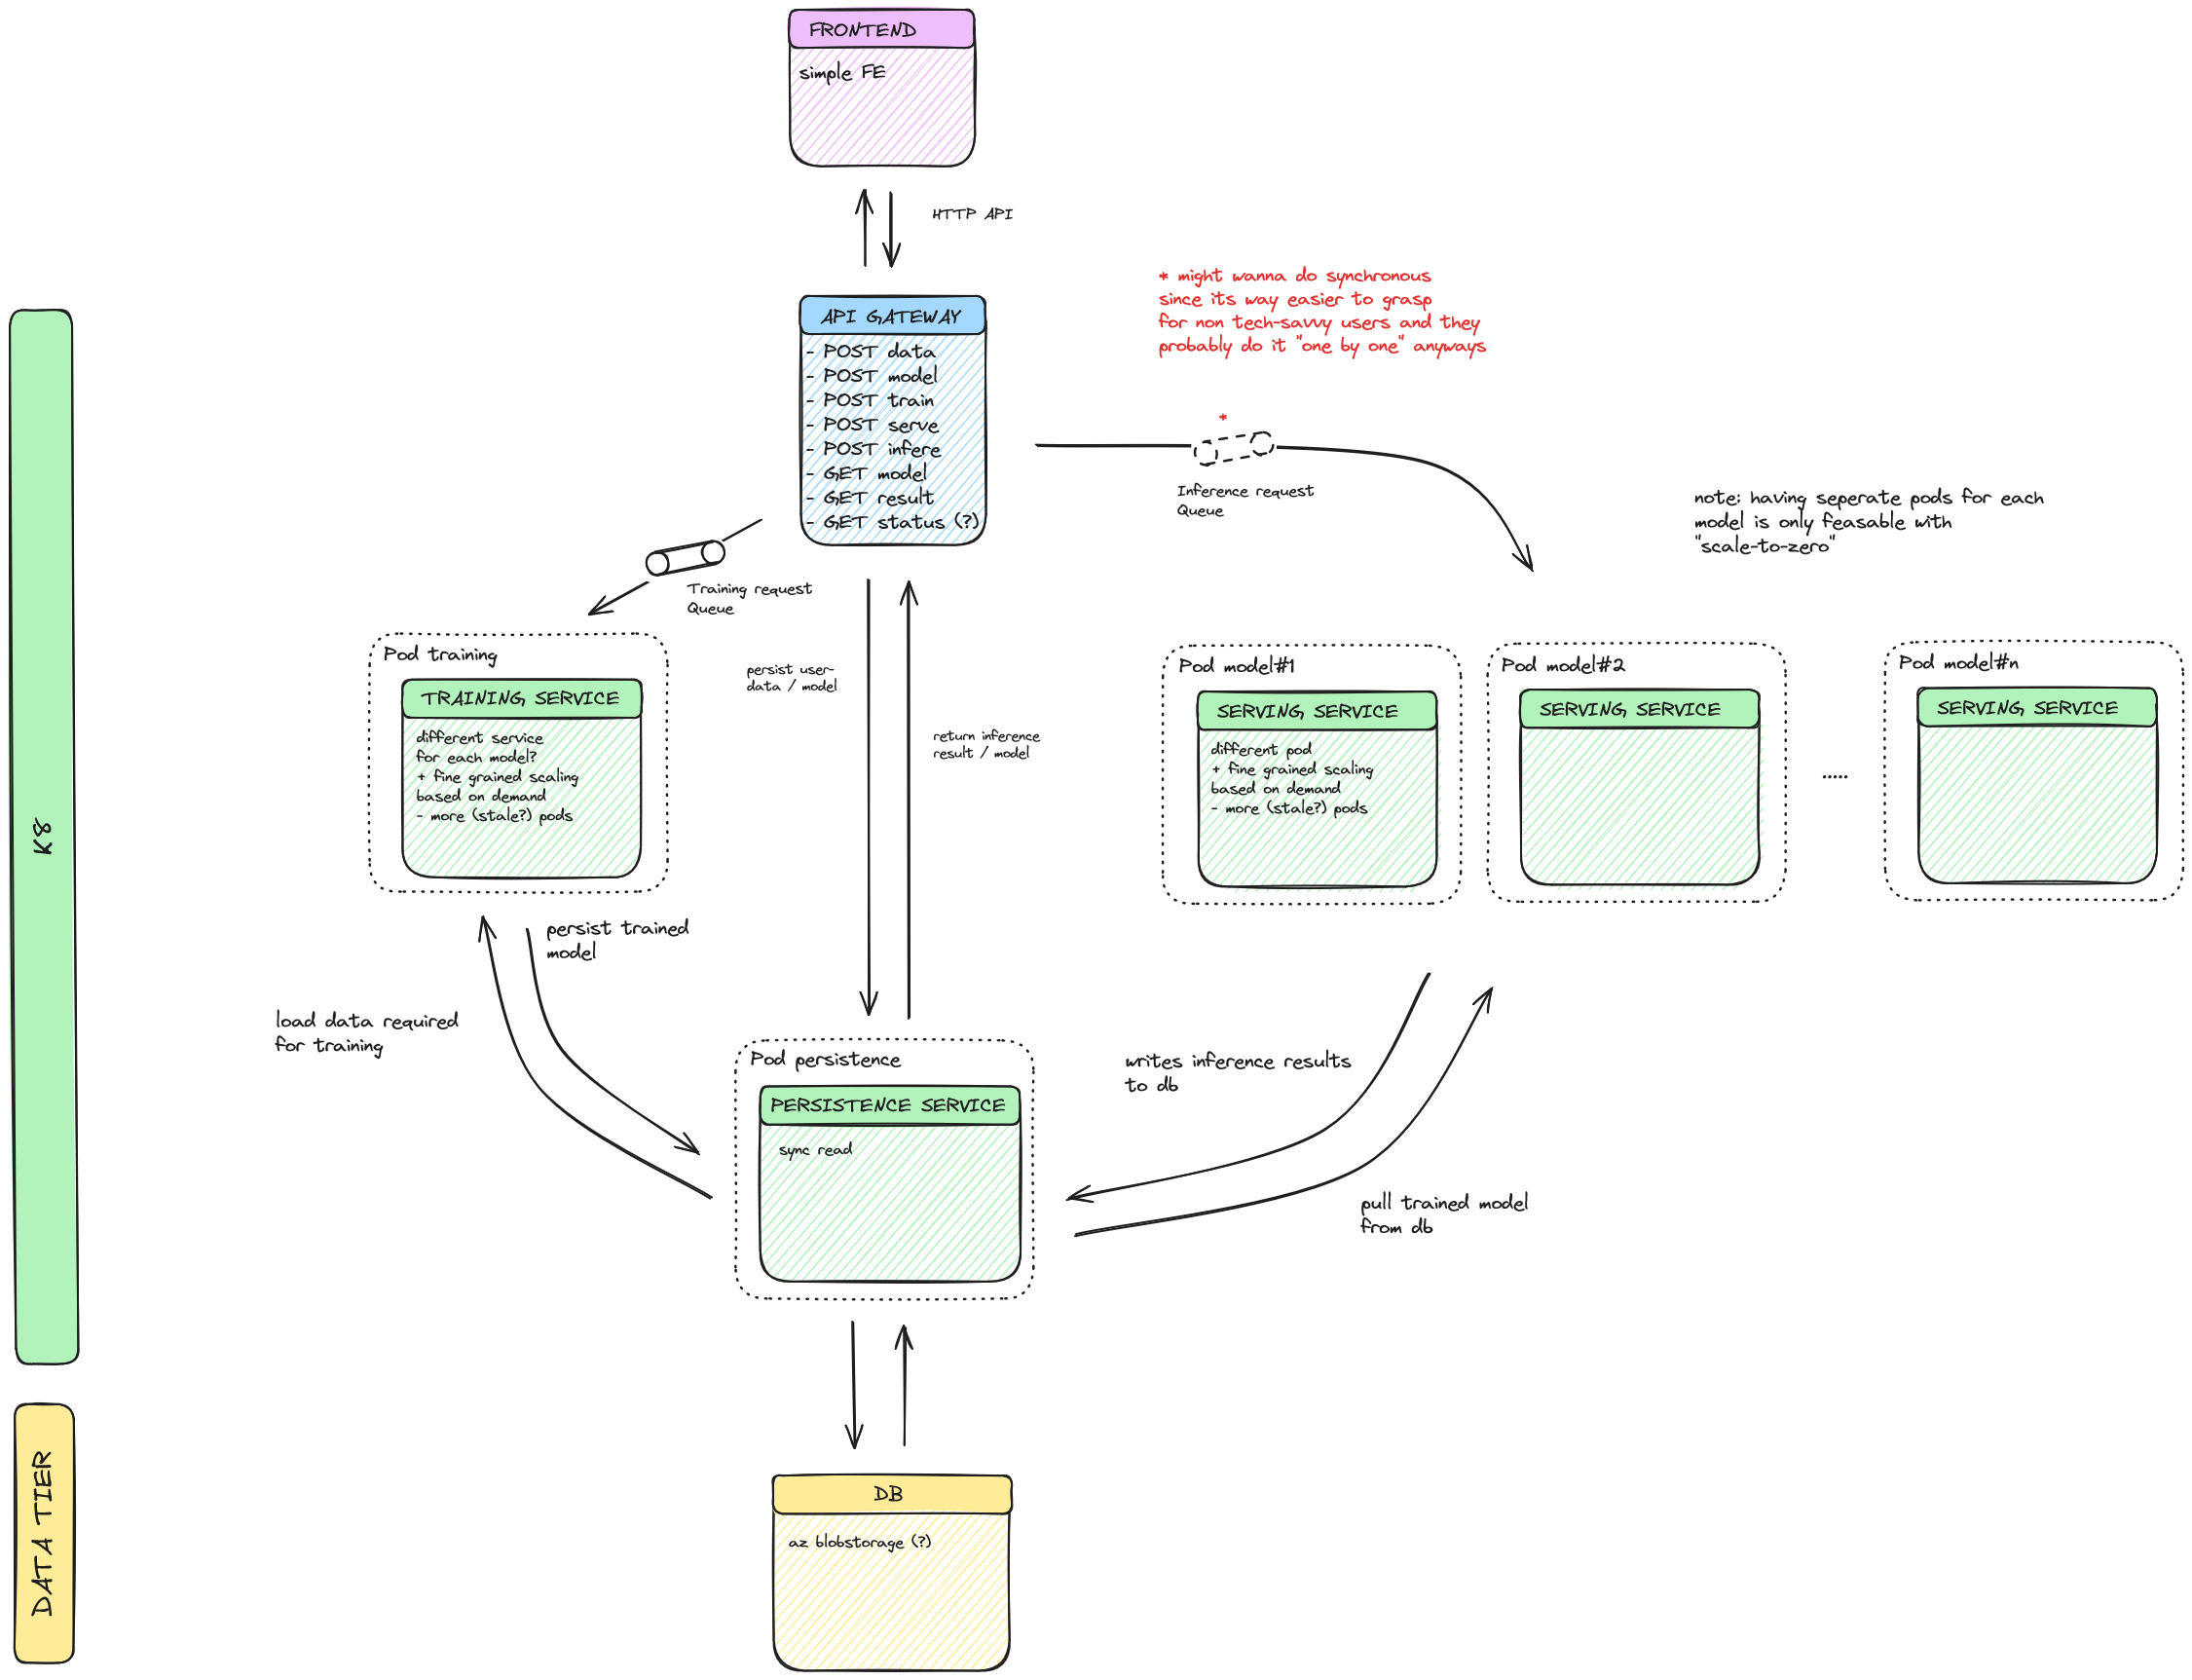 FRONTEND
simple FE
HTTP API
* might wanna do synchronous
since its way easier to grasp
for non tech-savvy users and they
probably do it "one by one" anyways
API GATEWAY
- POST data
- POST model
- POST train
- POST serve
- POST infere
- GET model
- GET result
- GET status (?)
*
Inference request
Queue
note: having seperate pods for each
model is only feasable with
"scale-to-zero"
Training request
Queue
Pod training
TRAINING SERVICE
different service
for each model?
+ fine grained scaling
based on demand
- more (stale?) pods
persist user-
data / model
return inference
result / model
Pod model#1
SERVING SERVICE
different pod
+ fine grained scaling
based on demand
- more (stale?) pods
Pod model#2
SERVING SERVICE
.....
Pod model#n
SERVING SERVICE
K8
persist trained
model
load data required
for training
Pod persistence
PERSISTENCE SERVICE
sync read
writes inference results
to db
pull trained model
from db
DATA TIER
DB
az blobstorage (?)